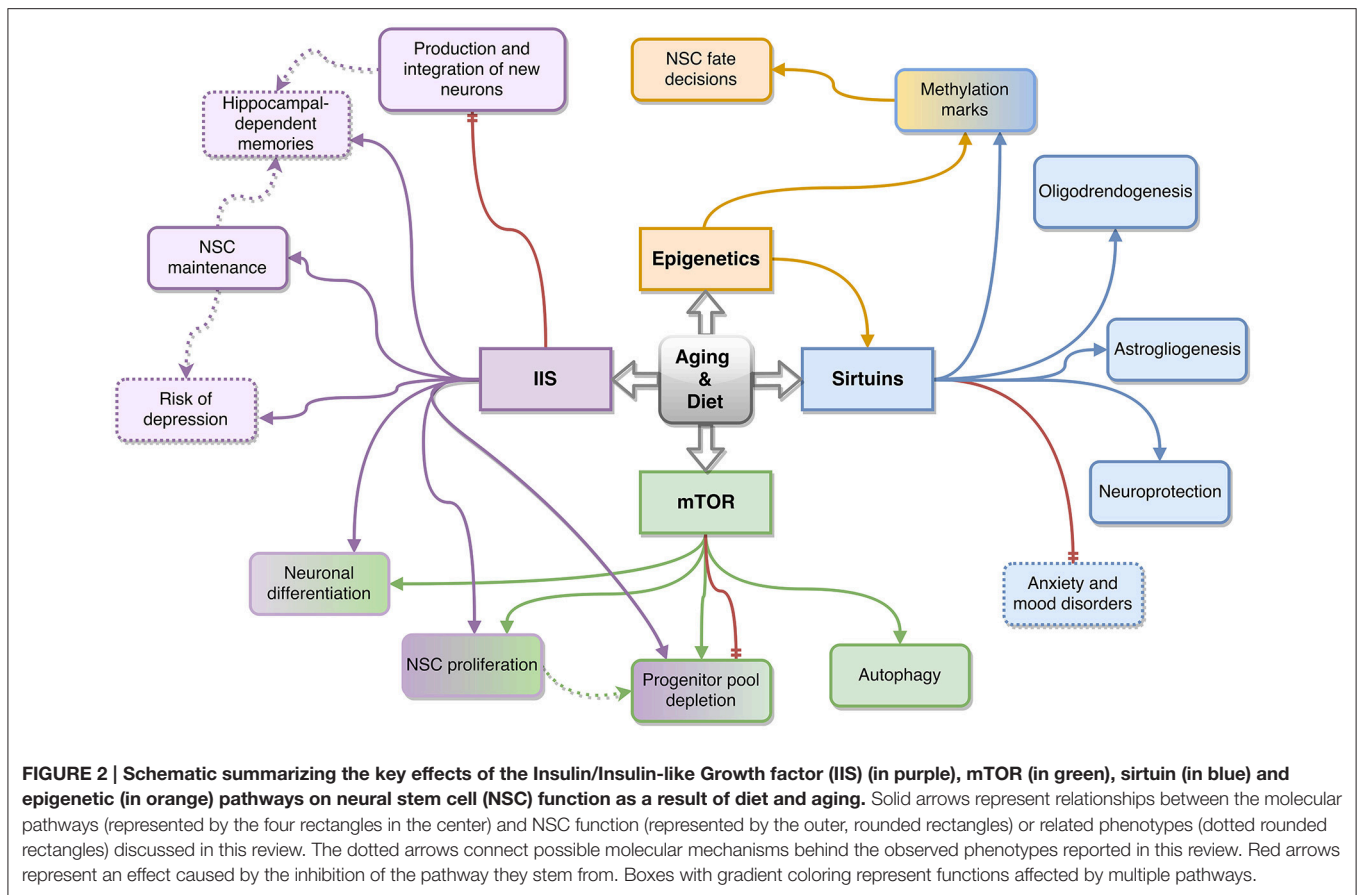 Production and
integration of new
neurons
Hippocampal-
dependent
memories
NSC
maintenance
Risk of
depression
NSC fate
decisions
Methylation
marks
Oligodrendogenesis
Epigenetics
Aging
&
Diet
IIS
Sirtuins
Astrogliogenesis
mTOR
Neuroprotection
Neuronal
differentiation
NSC proliferation
Progenitor pool
depletion
Autophagy
Anxiety and
mood disorders
FIGURE 2 | Schematic summarizing the key effects of the Insulin/Insulin-like Growth factor (IIS) (in purple), mTOR (in green), sirtuin (in blue) and
epigenetic (in orange) pathways on neural stem cell (NSC) function as a result of diet and aging. Solid arrows represent relationships between the molecular
pathways (represented by the four rectangles in the center) and NSC function (represented by the outer, rounded rectangles) or related phenotypes (dotted rounded
rectangles) discussed in this review. The dotted arrows connect possible molecular mechanisms behind the observed phenotypes reported in this review. Red arrows
represent an effect caused by the inhibition of the pathway they stem from. Boxes with gradient coloring represent functions affected by multiple pathways.